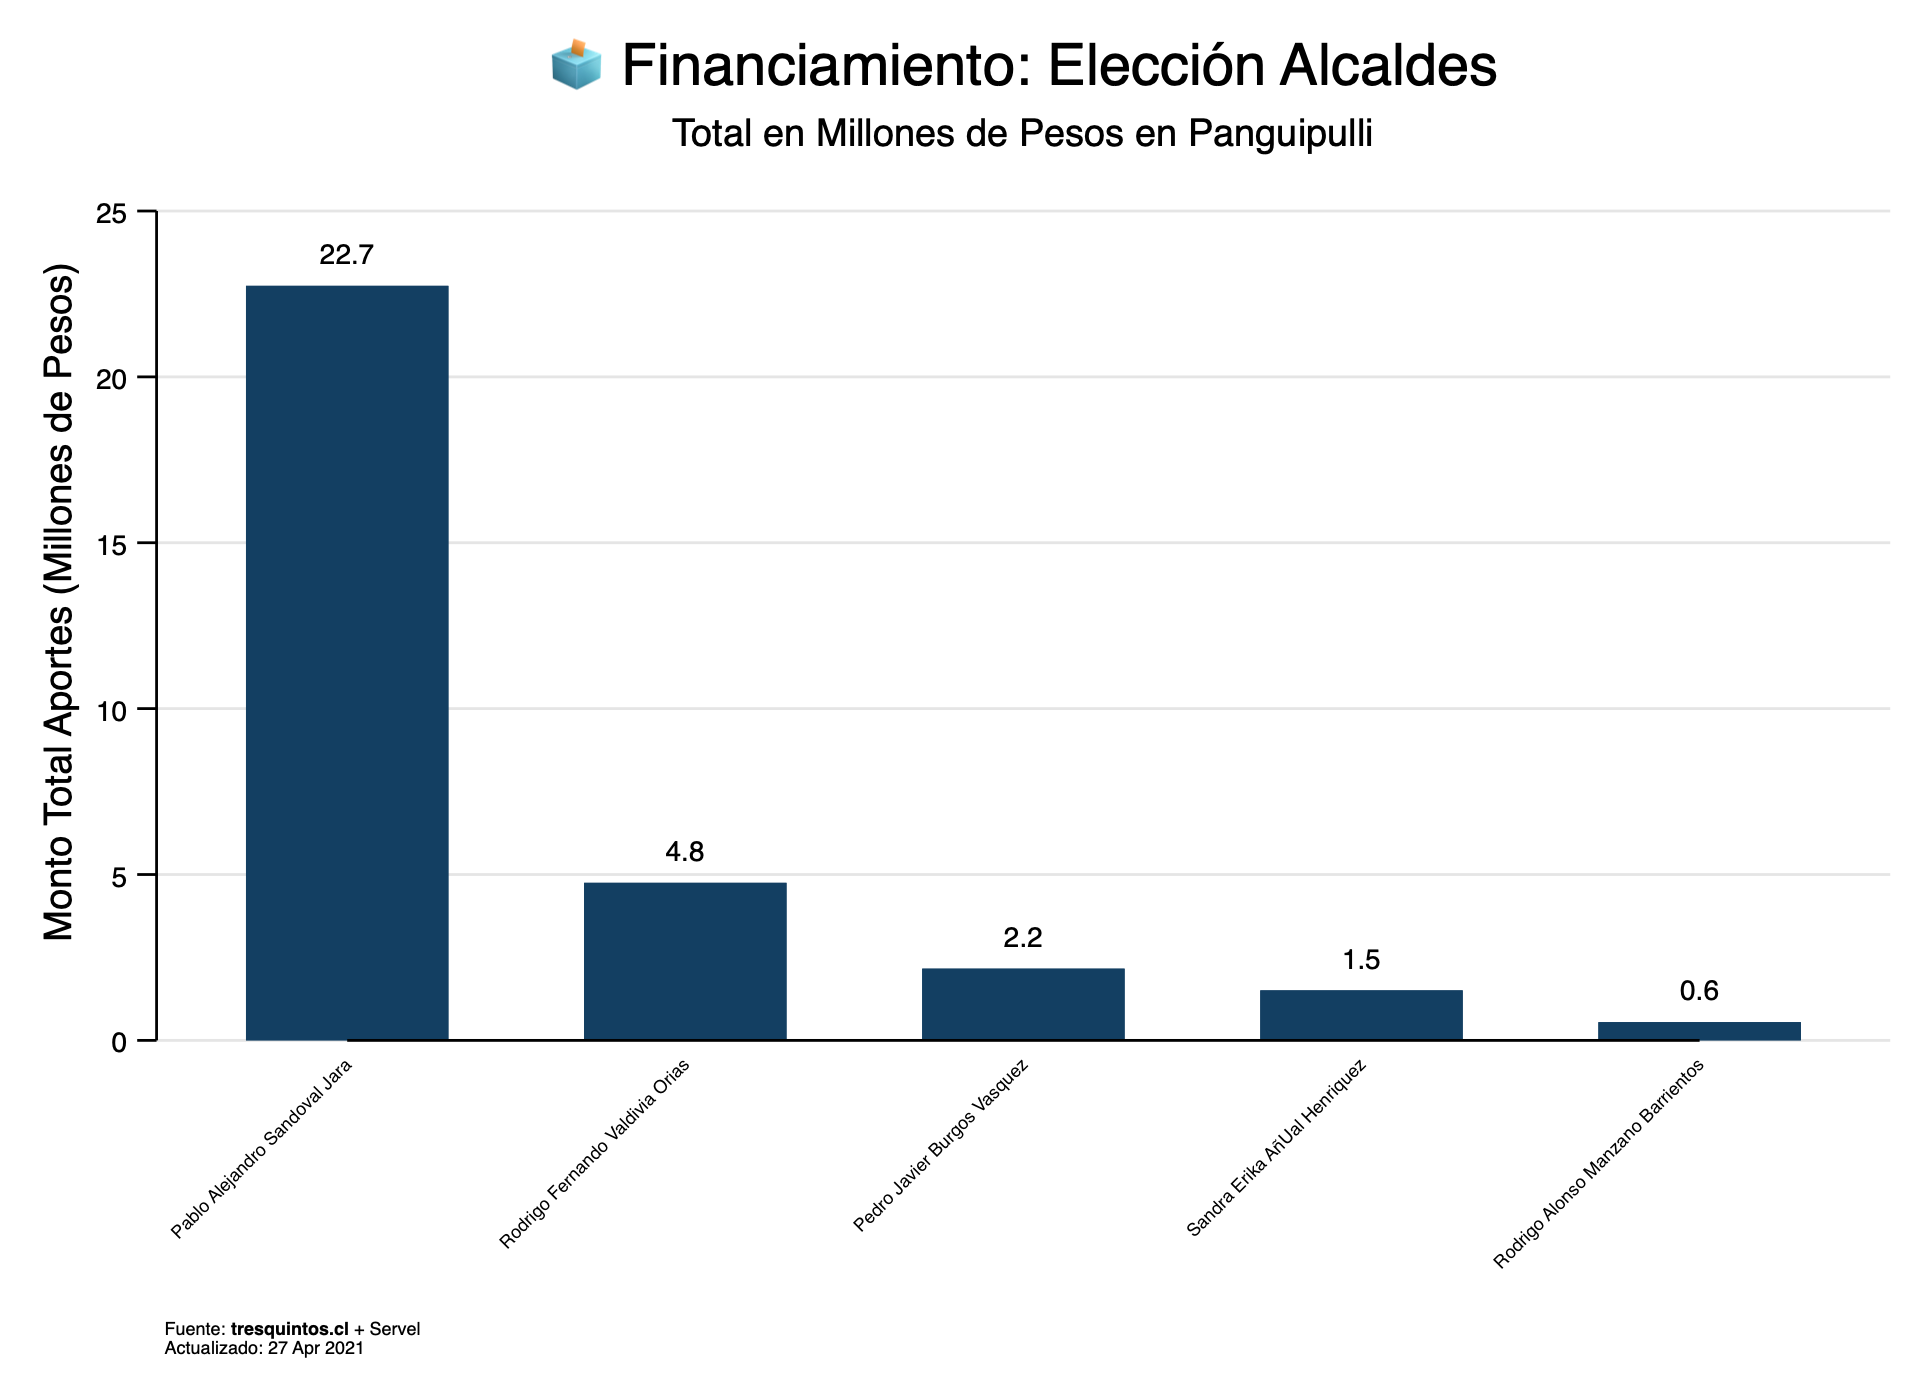 Financiamiento: Elección Alcaldes
Total en Millones de Pesos en Panguipulli
Monto Total Aportes (Millones de Pesos)
25
20
15
10
5
0
22.7
4.8
2.2
1.5
0.6
Pablo Alejandro Sandoval Jara
Rodrigo Fernando Valdivia Orias
Pedro Javier Burgos Vasquez
Sandra Erika AñUal Henriquez
Rodrigo Alonso Manzano Barrientos
Fuente: tresquintos.cl + Servel
Actualizado: 27 Apr 2021